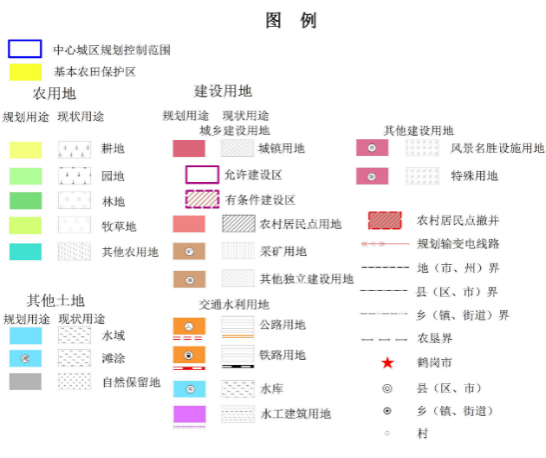 图 例
中心城区规划控制范围
基本农田保护区
农用地
规划用途 现状用途
耕地
园地
林地
牧草地
其他农用地
其他土地
规划用途 现状用途
水域
滩涂
自然保留地
建设用地
规划用途 现状用途
城乡建设用地
城镇用地
允许建设区
有条件建设区
农村居民点用地
采矿用地
其他独立建设用地
交通水利用地
公路用地
铁路用地
水库
水工建筑用地
其他建设用地
风景名胜设施用地
特殊用地
农村居民点撤并
规划输变电线路
地（市、州）界
县（区、市）界
乡（镇、街道）界
农垦界
鹤岗市
县（区、市）
乡（镇、街道）
村